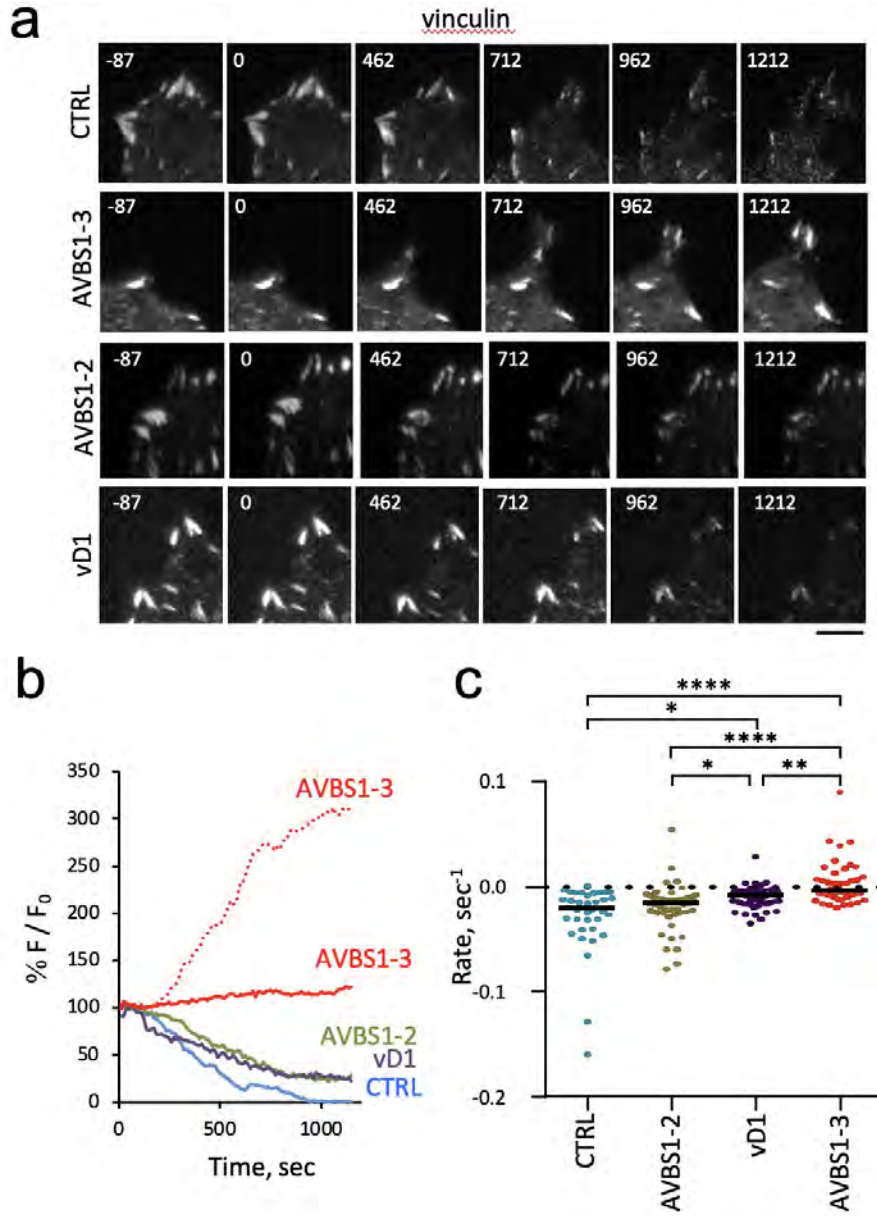 a
vinculin
CTRL
-87 0 462 712 962 1212
AVBS1-3
-87 0 462 712 962 1212
AVBS1-2
-87 0 462 712 962 1212
vD1
-87 0 462 712 962 1212
b
% F / F₀
350
300
250
200
150
100
50
0
AVBS1-3
AVBS1-3
AVBS1-2
vD1
CTRL
0 500 1000
Time, sec
c
****
*
****
* **
Rate, sec⁻¹
0.1
0.0
-0.1
-0.2
CTRL
AVBS1-2
vD1
AVBS1-3